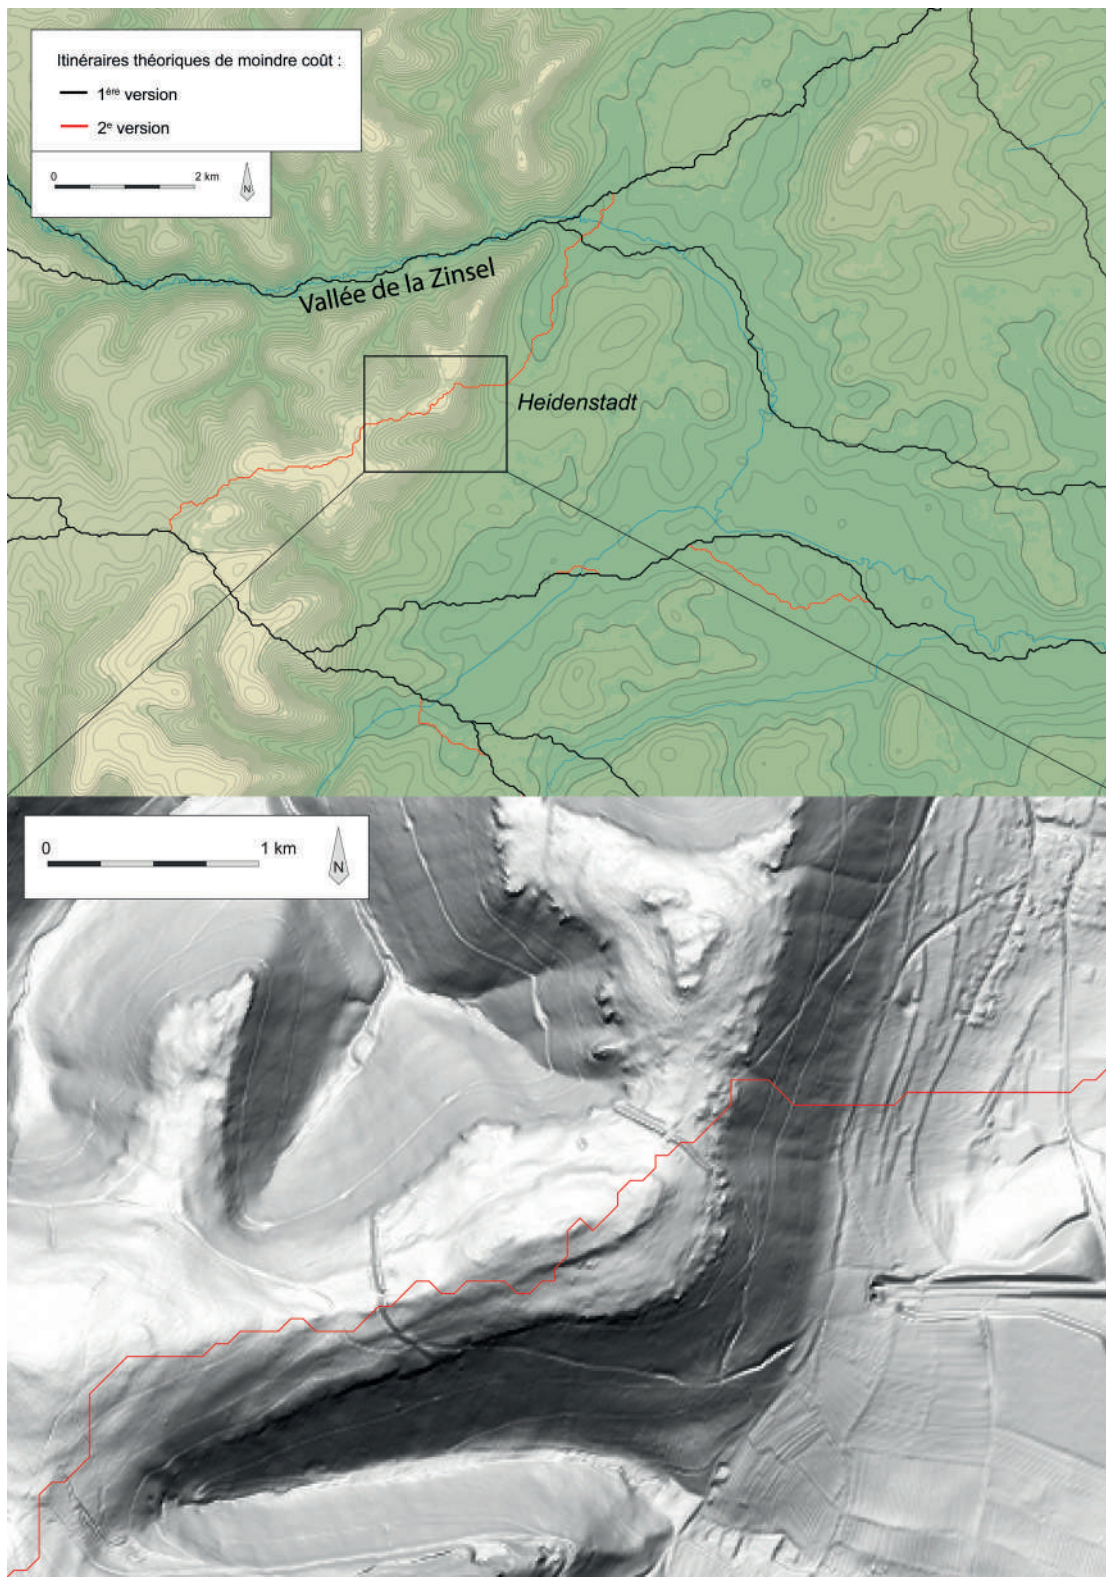 Itinéraires théoriques de moindre coût :
1ère version
2e version
0 2 km
N
Vallée de la Zinsel
Heidenstadt
0 1 km
N